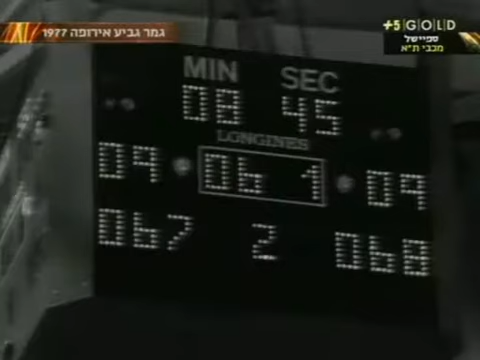 גמר גביע אירופה 1977
+5 GOLD
ספיישל
מכבי ת"א
MIN SEC
08 45
LONGINES
09 06 1 09
067 2 068